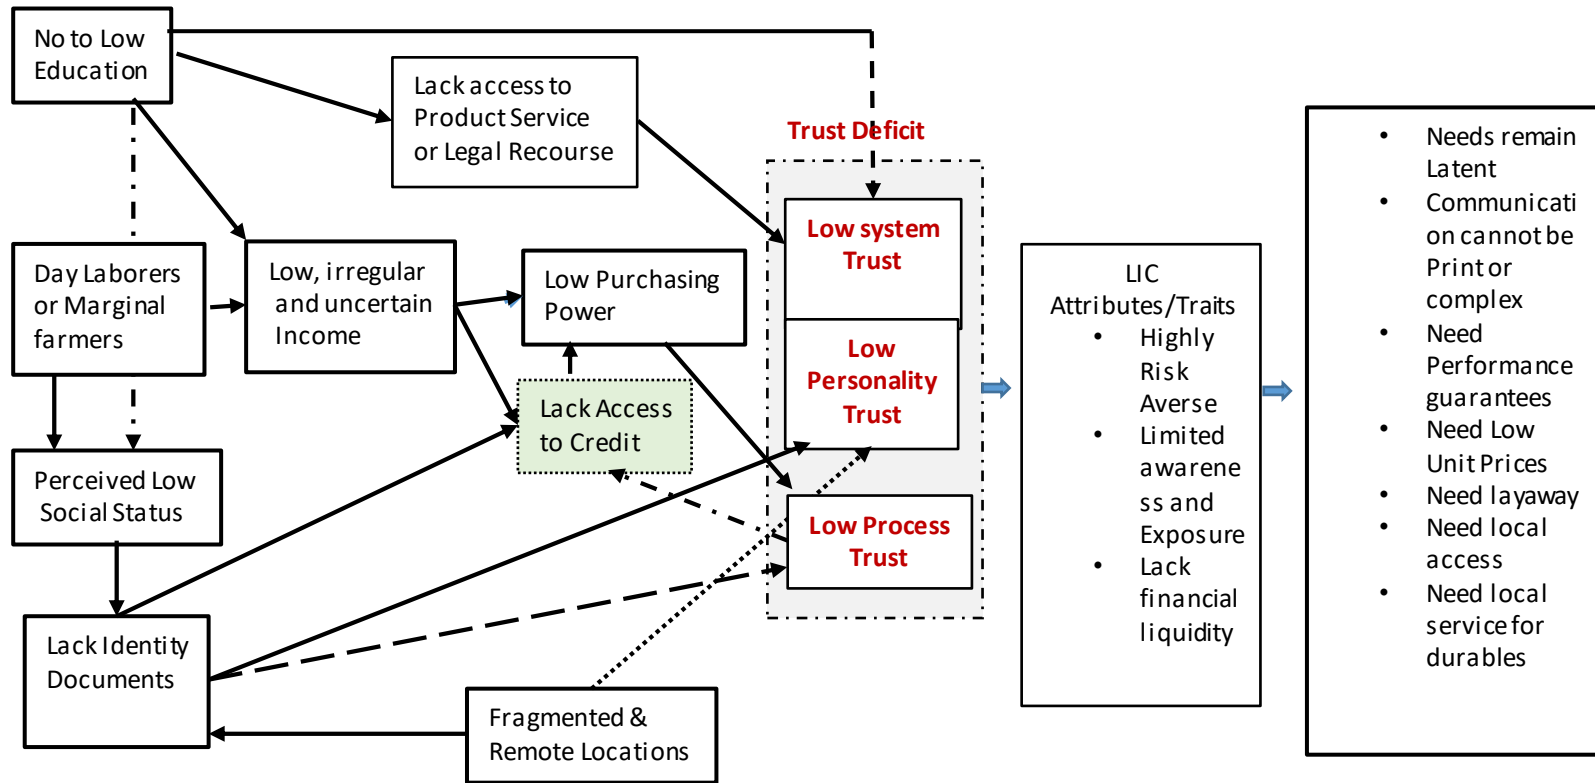 No to Low
Education
Lack access to
Product Service
or Legal Recourse
Trust Deficit
Low system
Trust
Low
Personality
Trust
Low Process
Trust
Day Laborers
or Marginal
farmers
Low, irregular
and uncertain
Income
Low Purchasing
Power
Lack Access
to Credit
Perceived Low
Social Status
Lack Identity
Documents
Fragmented &
Remote Locations
LIC
Attributes/Traits
• Highly
Risk
Averse
• Limited
awarene
ss and
Exposure
• Lack
financial
liquidity
• Needs remain
Latent
• Communicati
on cannot be
Print or
complex
• Need
Performance
guarantees
• Need Low
Unit Prices
• Need layaway
• Need local
access
• Need local
service for
durables